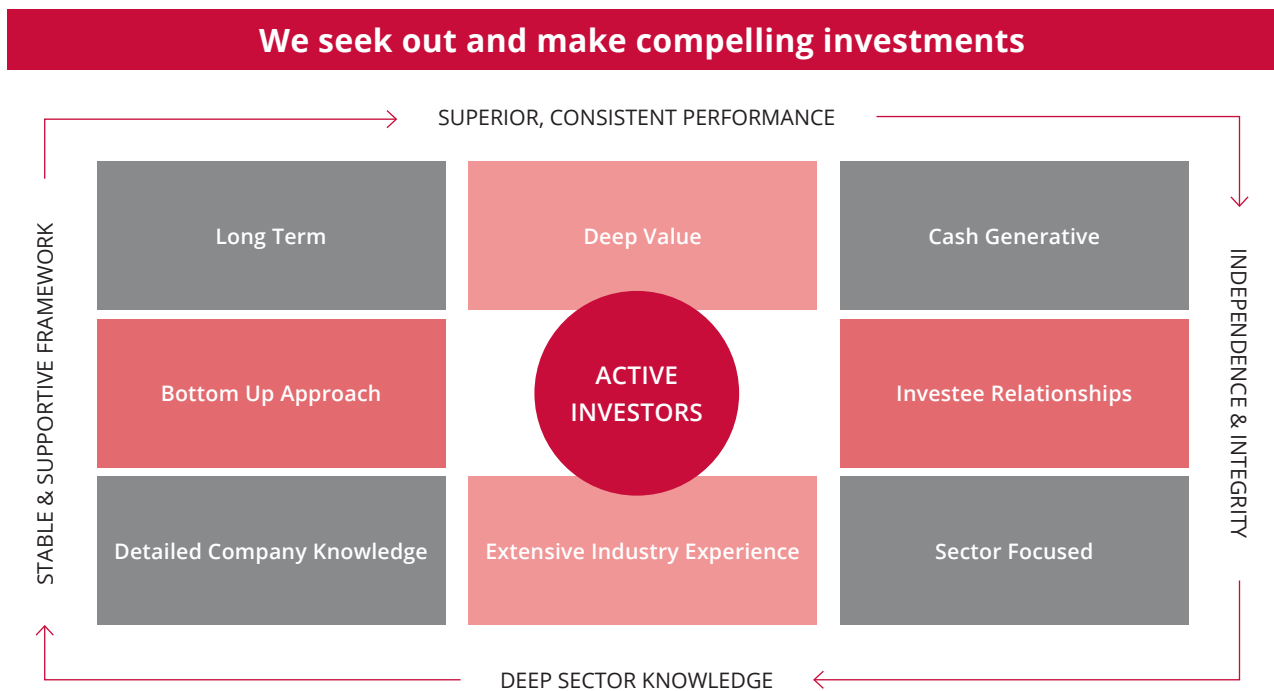 We seek out and make compelling investments
SUPERIOR, CONSISTENT PERFORMANCE
Long Term
Deep Value
Cash Generative
STABLE & SUPPORTIVE FRAMEWORK
INDEPENDENCE & INTEGRITY
Bottom Up Approach
ACTIVE
INVESTORS
Investee Relationships
Detailed Company Knowledge
Extensive Industry Experience
Sector Focused
DEEP SECTOR KNOWLEDGE